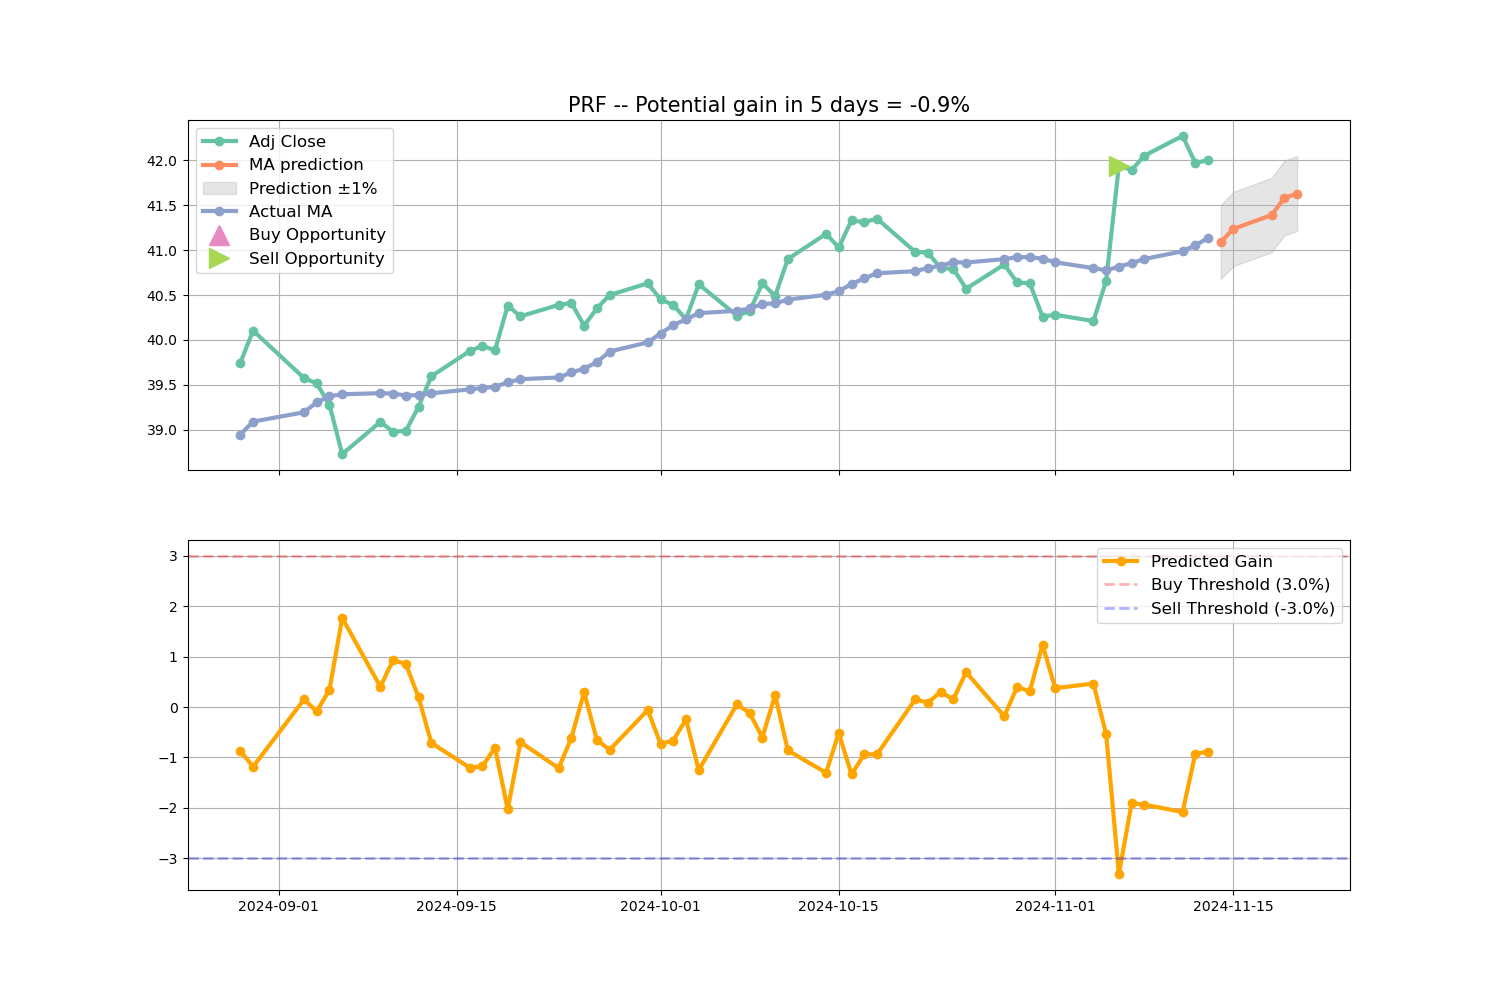 PRF -- Potential gain in 5 days = -0.9%
Adj Close
MA prediction
Prediction ±1%
Actual MA
Buy Opportunity
Sell Opportunity
42.0
41.5
41.0
40.5
40.0
39.5
39.0
Predicted Gain
Buy Threshold (3.0%)
Sell Threshold (-3.0%)
3
2
1
0
−1
−2
−3
2024-09-01 2024-09-15 2024-10-01 2024-10-15 2024-11-01 2024-11-15